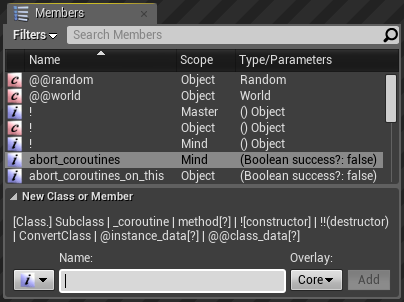 Members
Filters Search Members
Name Scope Type/Parameters
c @@random Object Random
c @@world Object World
i ! Master () Object
i ! Object () Object
i ! Mind () Object
i abort_coroutines Mind (Boolean success?: false)
i abort_coroutines_on_this Object (Boolean success?: false)
New Class or Member
[Class.] Subclass | _coroutine | method[?] | ![constructor] | !!(destructor)
| ConvertClass | @instance_data[?] | @@class_data[?]
Name: Overlay:
i Core Add